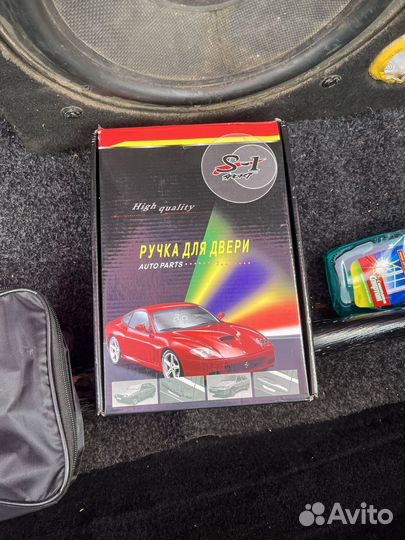 S-1
High quality
РУЧКА ДЛЯ ДВЕРИ
AUTO PARTS
Avito